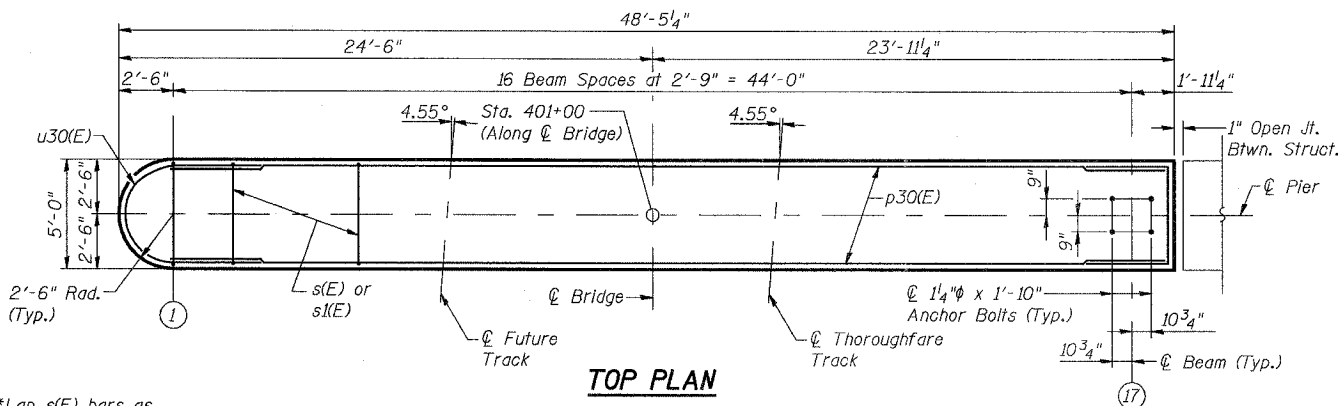 48'-5¼"
24'-6"
23'-11¼"
2'-6"
16 Beam Spaces at 2'-9" = 44'-0"
1'-11¼"
4.55°
Sta. 401+00
(Along ℄ Bridge)
4.55°
1" Open Jt.
Btwn. Struct.
u30(E)
℄ Pier
5'-0"
2'-6"
2'-6"
9"
9"
p30(E)
2'-6" Rad.
(Typ.)
s(E) or
s1(E)
℄ Bridge
℄ 1¼"ϕ x 1'-10"
Anchor Bolts (Typ.)
10¾"
10¾"
1
℄ Future
Track
℄ Thoroughfare
Track
℄ Beam (Typ.)
17
TOP PLAN